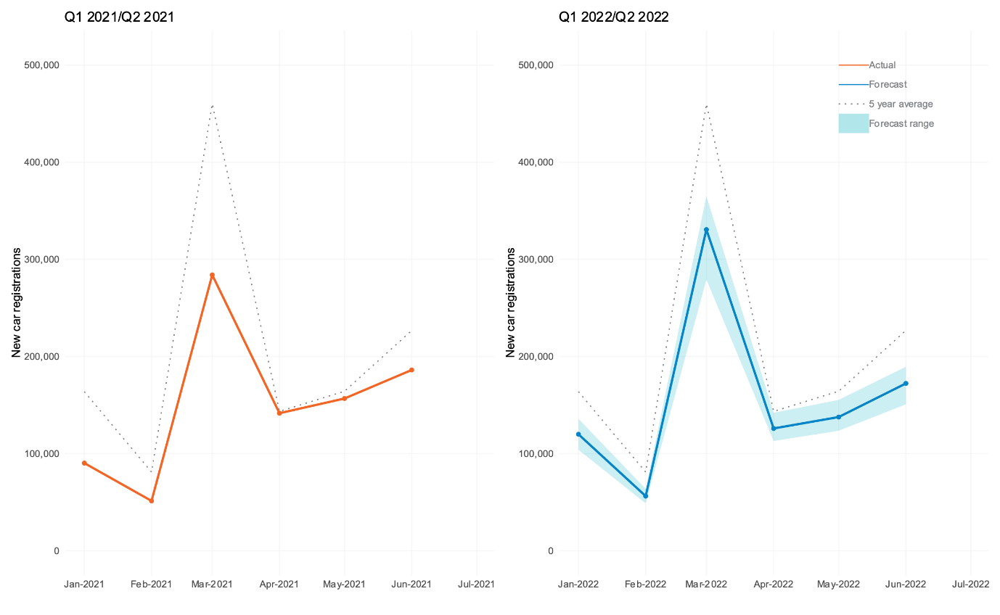 Q1 2021/Q2 2021
New car registrations
500,000
400,000
300,000
200,000
100,000
0
Jan-2021 Feb-2021 Mar-2021 Apr-2021 May-2021 Jun-2021 Jul-2021
Q1 2022/Q2 2022
New car registrations
500,000
400,000
300,000
200,000
100,000
0
Actual
Forecast
5 year average
Forecast range
Jan-2022 Feb-2022 Mar-2022 Apr-2022 May-2022 Jun-2022 Jul-2022